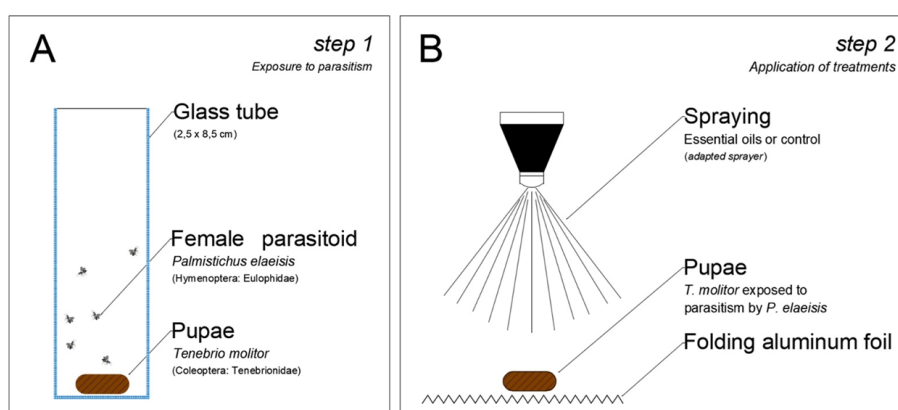 A
step 1
Exposure to parasitism
Glass tube
(2,5 x 8,5 cm)
Female parasitoid
Palmistichus elaeisis
(Hymenoptera: Eulophidae)
Pupae
Tenebrio molitor
(Coleoptera: Tenebrionidae)
B
step 2
Application of treatments
Spraying
Essential oils or control
(adapted sprayer)
Pupae
T. molitor exposed to
parasitism by P. elaeisis
Folding aluminum foil